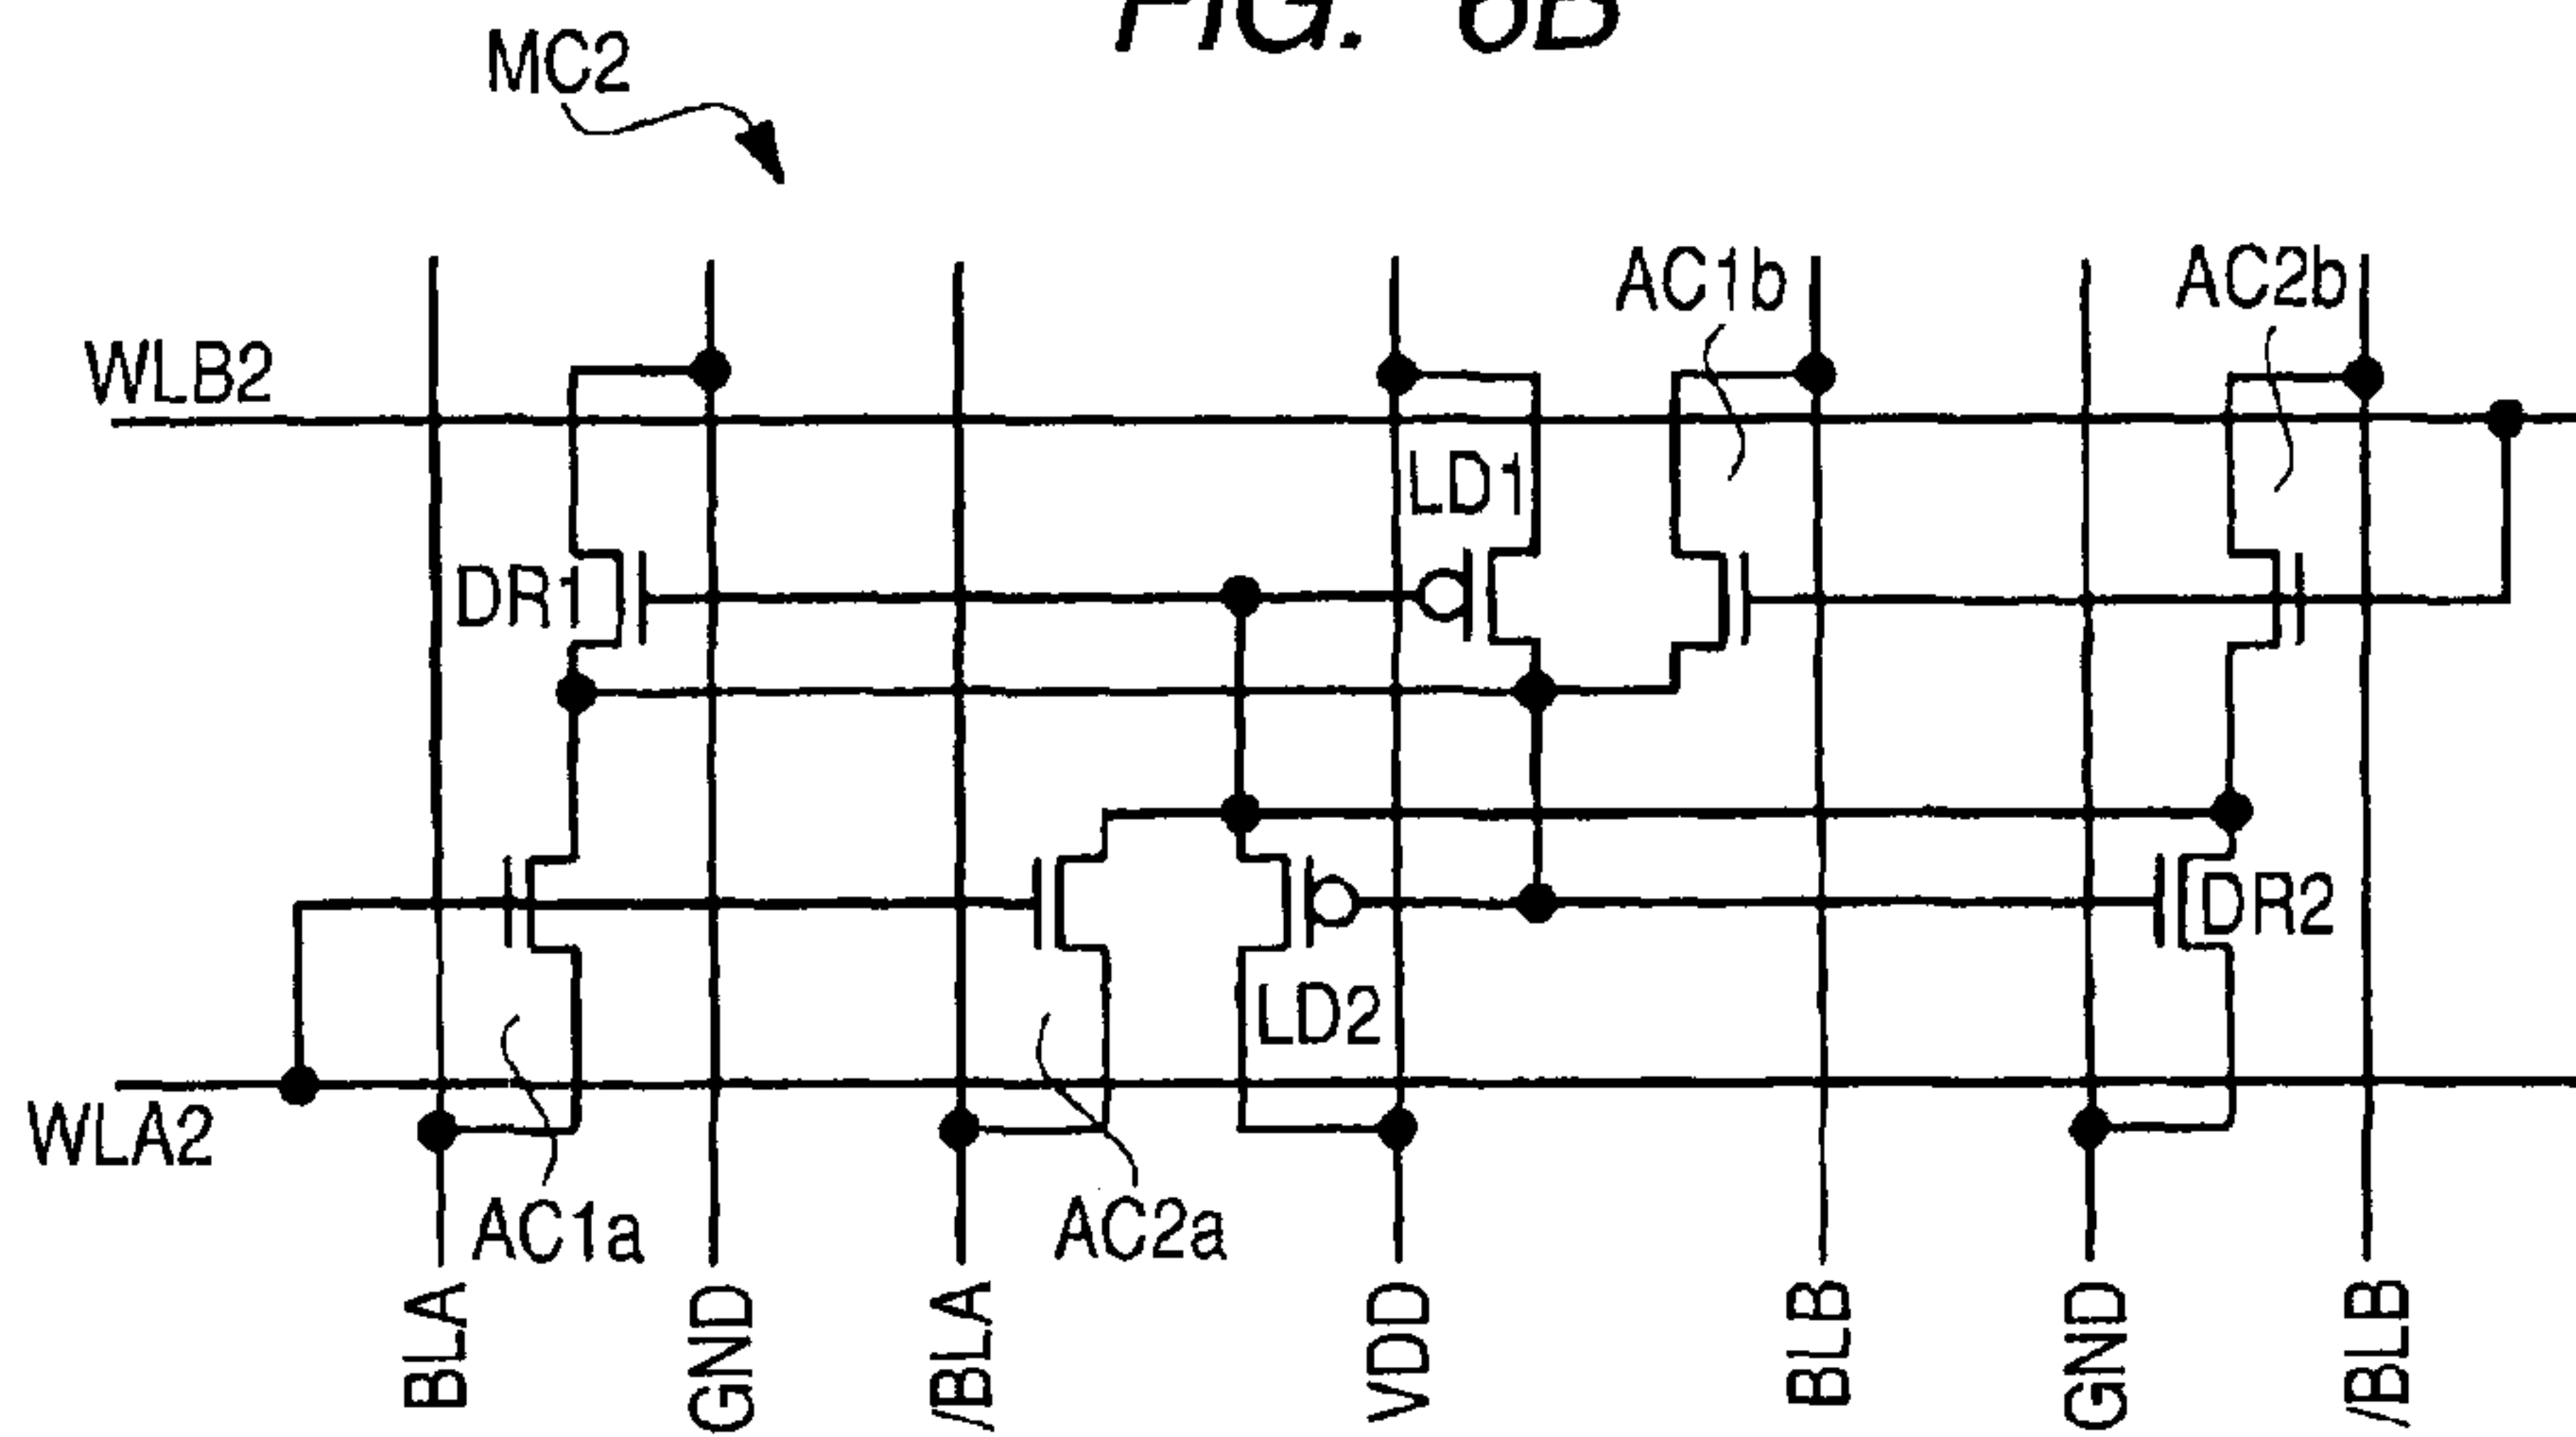 FIG. 6B
MC2
AC1b
AC2b
WLB2
LD1
DR1
DR2
LD2
WLA2
AC1a
AC2a
BLA
GND
/BLA
VDD
BLB
GND
/BLB